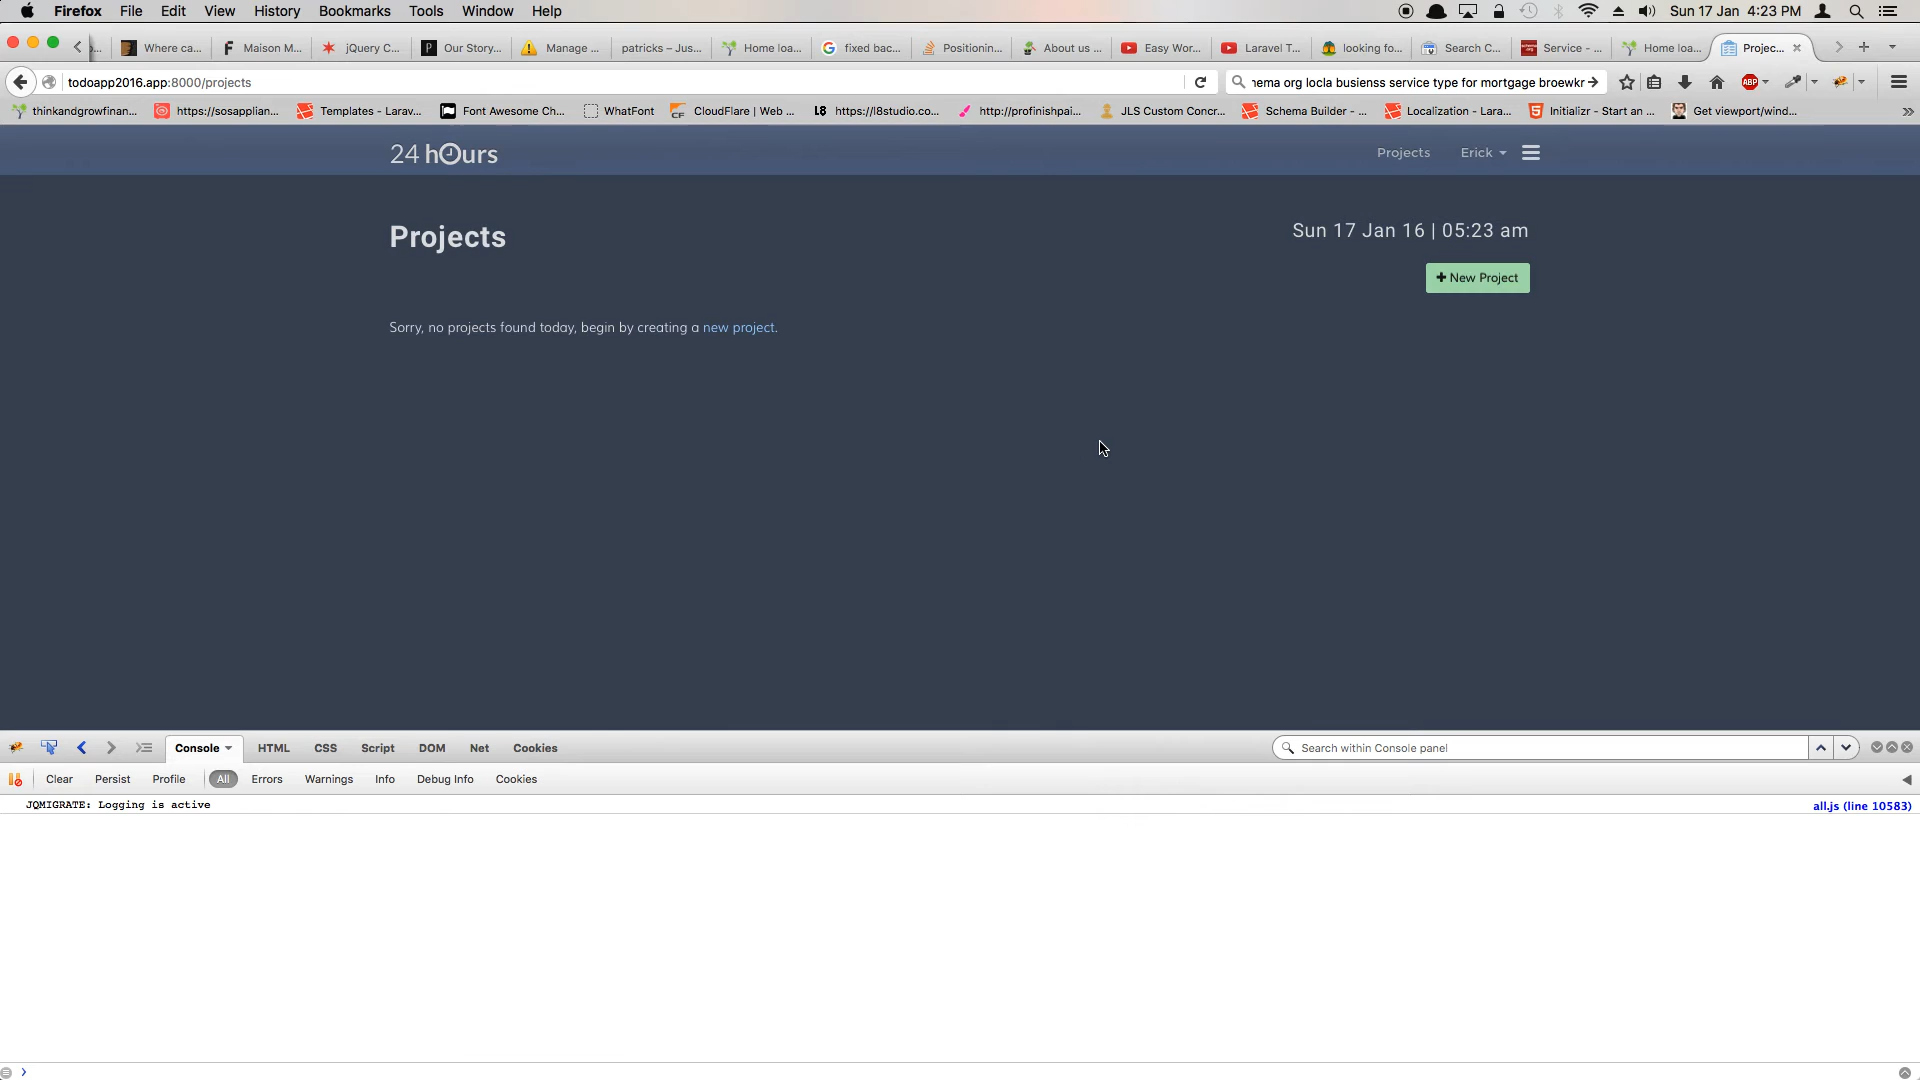 Firefox File Edit View History Bookmarks Tools Window Help Sun 17 Jan 4:23 PM
Where ca... Maison M... jQuery C... Our Story... Manage ... patricks – Jus... Home loa... fixed bac... Positionin... About us ... Easy Wor... Laravel T... looking fo... Search C... Service - ... Home loa... Projec...
todoapp2016.app:8000/projects
hema org locla busienss service type for mortgage broewkr
thinkandgrowfinan... https://sosapplian... Templates - Larav... Font Awesome Ch... WhatFont CloudFlare | Web ... https://l8studio.co... http://profinishpai... JLS Custom Concr... Schema Builder - ... Localization - Lara... Initializr - Start an ... Get viewport/wind...
24 hOurs
Projects Erick
Projects
Sun 17 Jan 16 | 05:23 am
New Project
Sorry, no projects found today, begin by creating a new project.
Console HTML CSS Script DOM Net Cookies
Search within Console panel
Clear Persist Profile All Errors Warnings Info Debug Info Cookies
JQMIGRATE: Logging is active
all.js (line 10583)